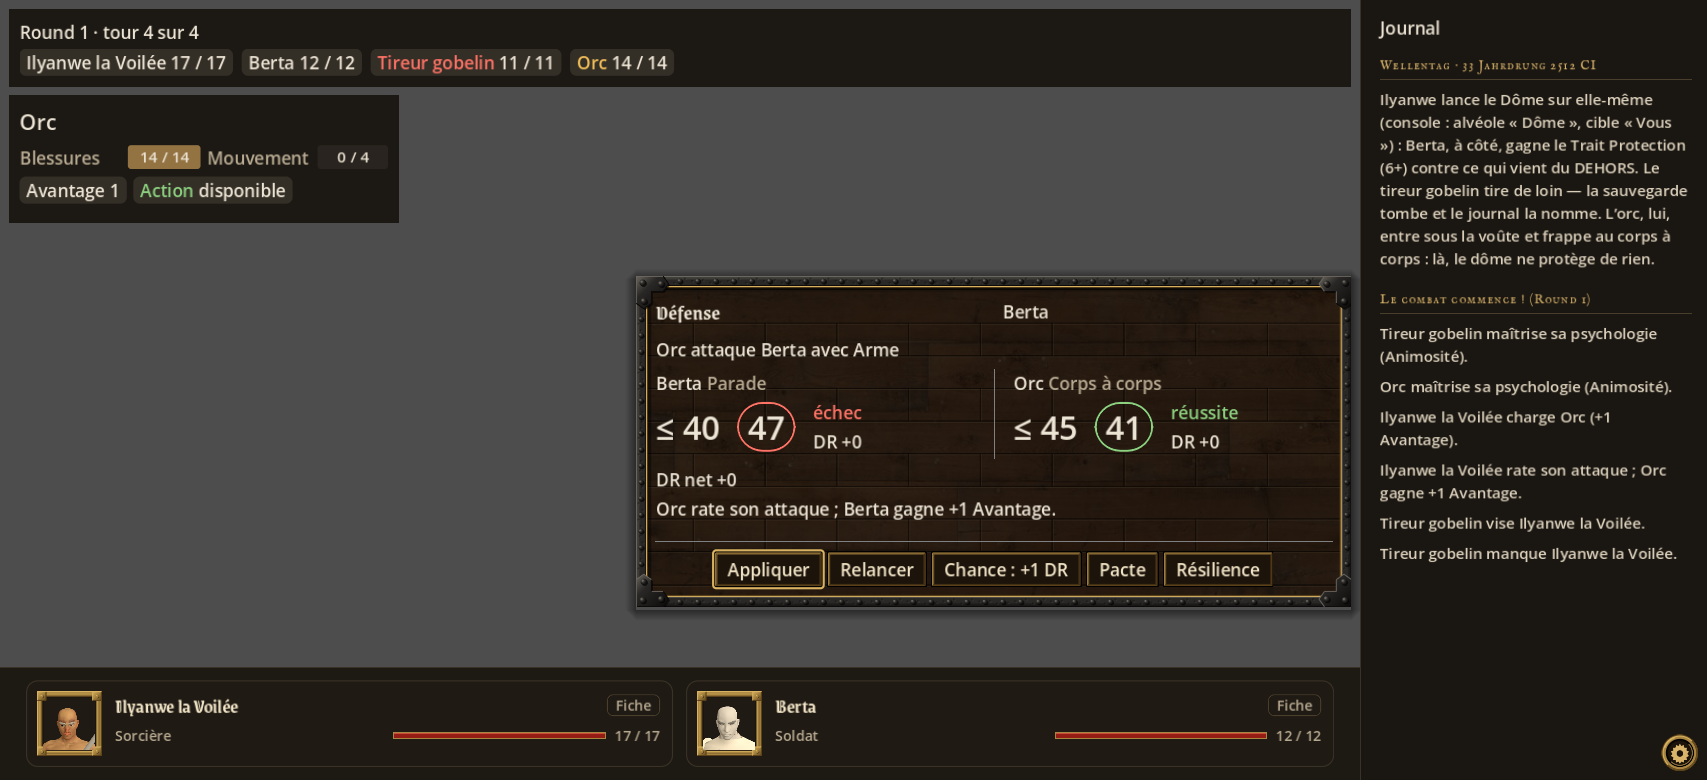 Round 1 · tour 4 sur 4
Ilyanwe la Voilée 17 / 17 Berta 12 / 12 Tireur gobelin 11 / 11 Orc 14 / 14
Orc
Blessures 14 / 14 Mouvement 0 / 4
Avantage 1 Action disponible
Défense Berta
Orc attaque Berta avec Arme
Berta Parade Orc Corps à corps
≤ 40 47 échec DR +0 ≤ 45 41 réussite DR +0
DR net +0
Orc rate son attaque ; Berta gagne +1 Avantage.
Appliquer Relancer Chance : +1 DR Pacte Résilience
Ilyanwe la Voilée Fiche
Sorcière 17 / 17
Berta Fiche
Soldat 12 / 12
Journal
Wellentag · 33 Jahrdrung 2512 CI
Ilyanwe lance le Dôme sur elle-même
(console : alvéole « Dôme », cible « Vous
») : Berta, à côté, gagne le Trait Protection
(6+) contre ce qui vient du DEHORS. Le
tireur gobelin tire de loin — la sauvegarde
tombe et le journal la nomme. L'orc, lui,
entre sous la voûte et frappe au corps à
corps : là, le dôme ne protège de rien.
Le combat commence ! (Round 1)
Tireur gobelin maîtrise sa psychologie
(Animosité).
Orc maîtrise sa psychologie (Animosité).
Ilyanwe la Voilée charge Orc (+1
Avantage).
Ilyanwe la Voilée rate son attaque ; Orc
gagne +1 Avantage.
Tireur gobelin vise Ilyanwe la Voilée.
Tireur gobelin manque Ilyanwe la Voilée.